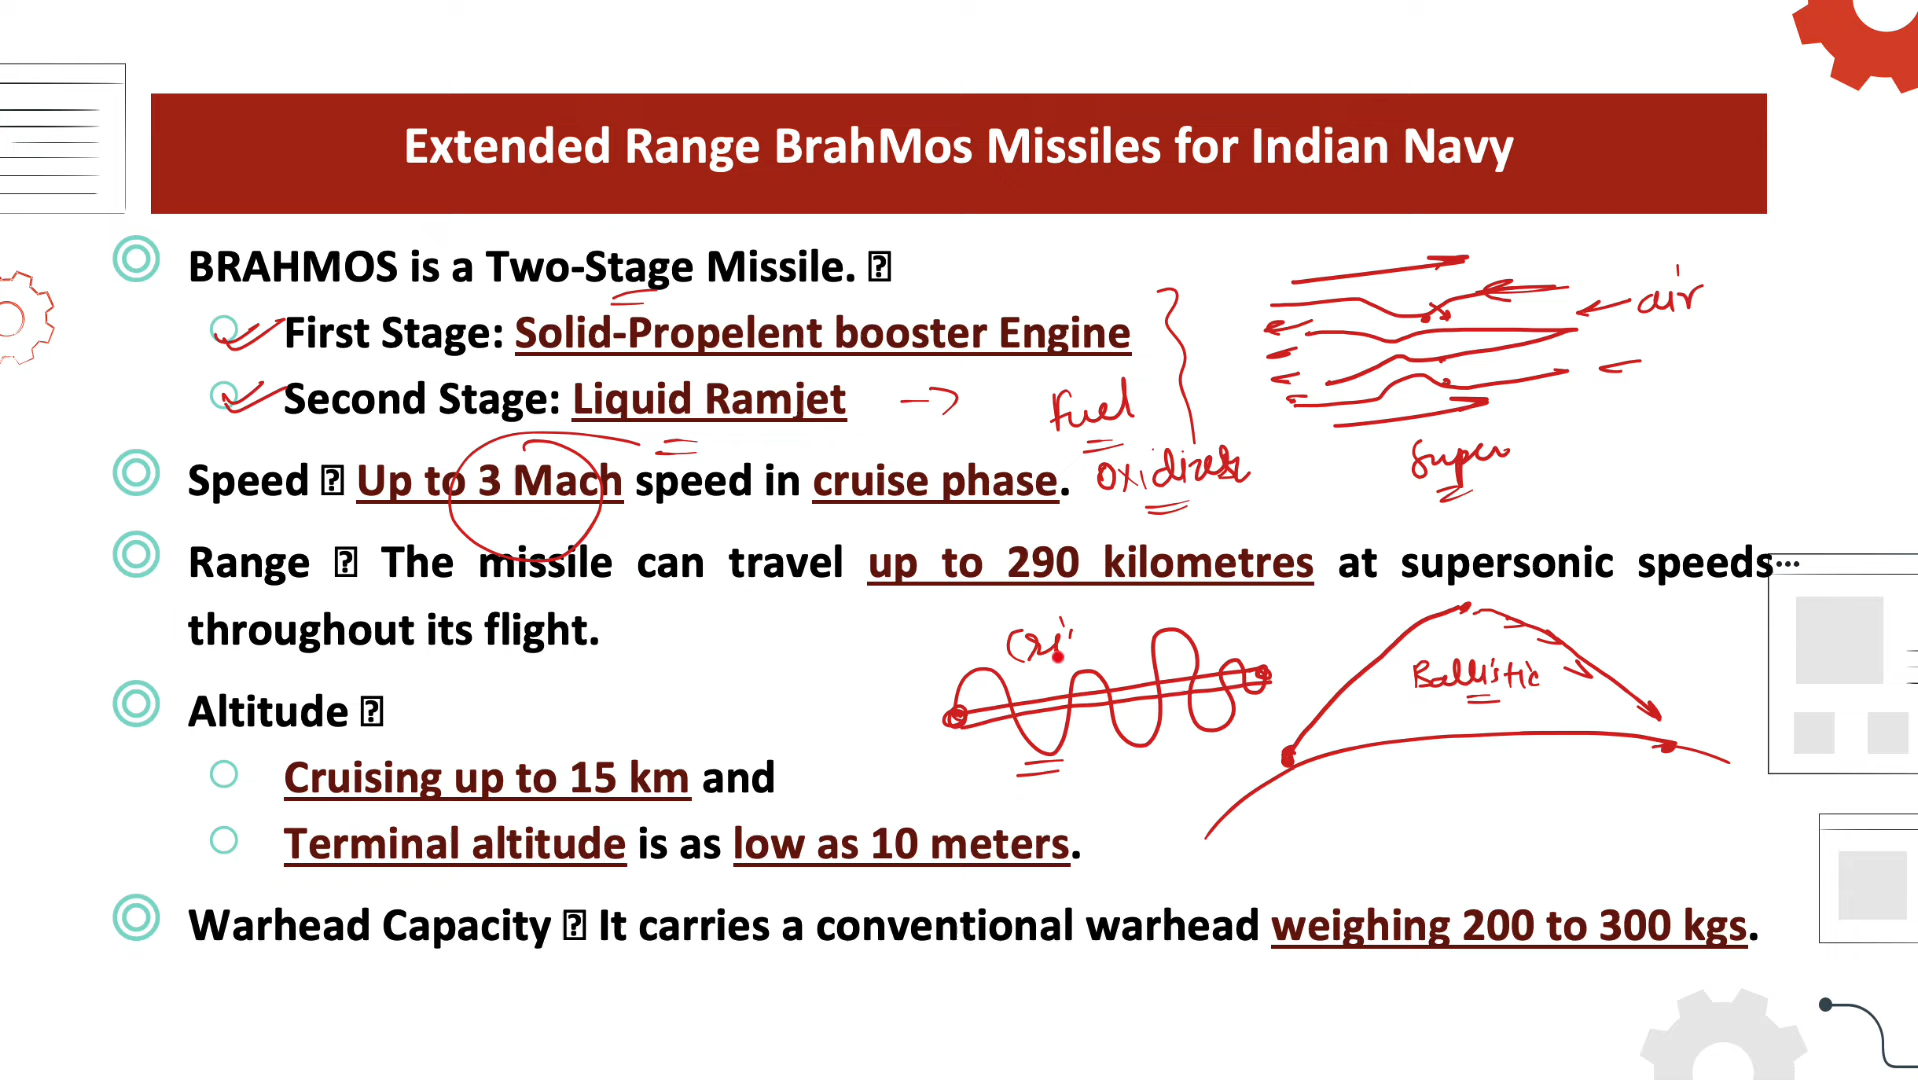 Extended Range BrahMos Missiles for Indian Navy
BRAHMOS is a Two-Stage Missile.
First Stage: Solid-Propelent booster Engine
Second Stage: Liquid Ramjet
Fuel
Oxidizer
air
Super
Speed Up to 3 Mach speed in cruise phase.
Range The missile can travel up to 290 kilometres at supersonic speeds
throughout its flight.
Cri
Ballistic
Altitude
Cruising up to 15 km and
Terminal altitude is as low as 10 meters.
Warhead Capacity It carries a conventional warhead weighing 200 to 300 kgs.